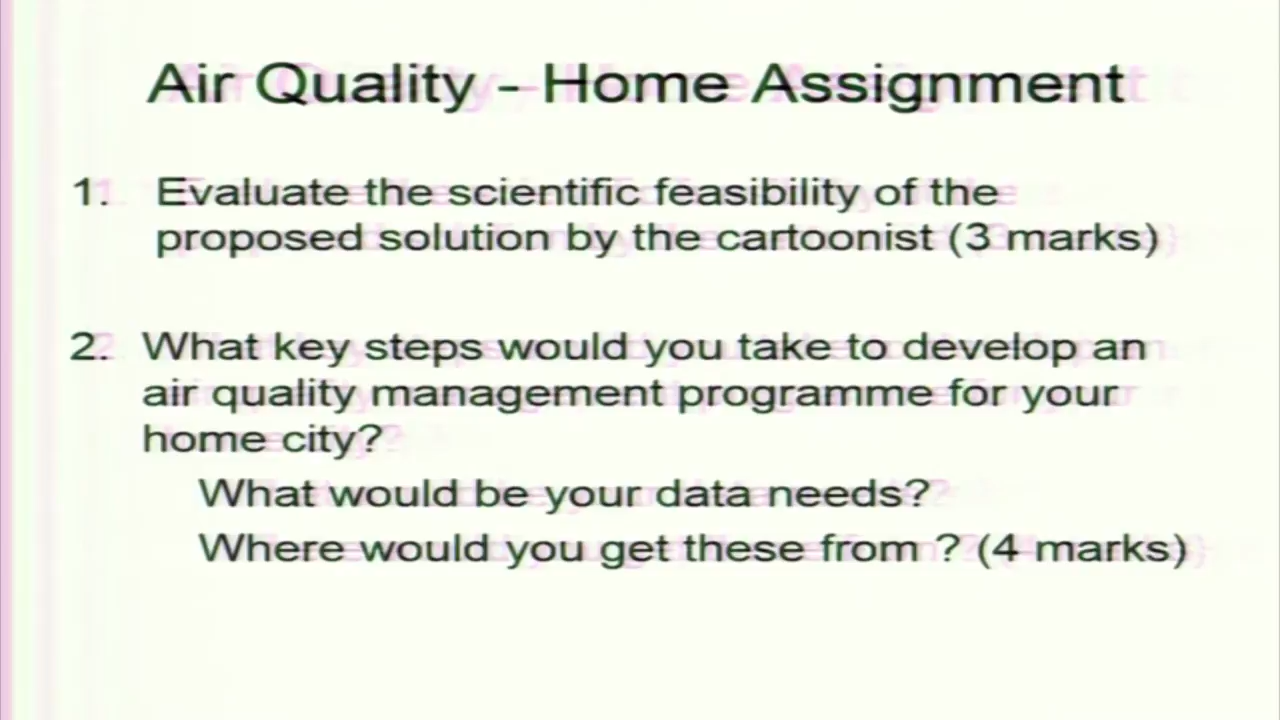 Air Quality - Home Assignment
1. Evaluate the scientific feasibility of the
proposed solution by the cartoonist (3 marks)
2. What key steps would you take to develop an
air quality management programme for your
home city?
What would be your data needs?
Where would you get these from ? (4 marks)